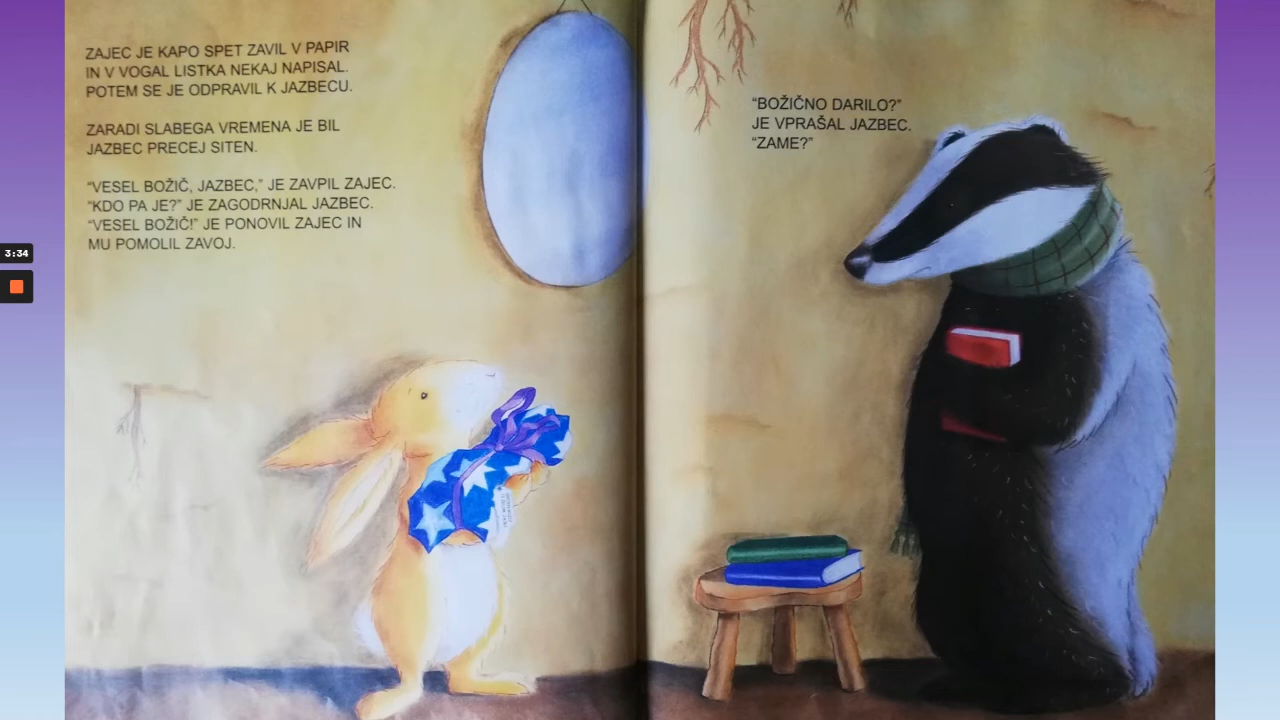 ZAJEC JE KAPO SPET ZAVIL V PAPIR
IN V VOGAL LISTKA NEKAJ NAPISAL.
POTEM SE JE ODPRAVIL K JAZBECU.
ZARADI SLABEGA VREMENA JE BIL
JAZBEC PRECEJ SITEN.
“VESEL BOŽIČ, JAZBEC,” JE ZAVPIL ZAJEC.
“KDO PA JE?” JE ZAGODRNJAL JAZBEC.
“VESEL BOŽIČ!” JE PONOVIL ZAJEC IN
MU POMOLIL ZAVOJ.
“BOŽIČNO DARILO?”
JE VPRAŠAL JAZBEC.
“ZAME?”
3:34